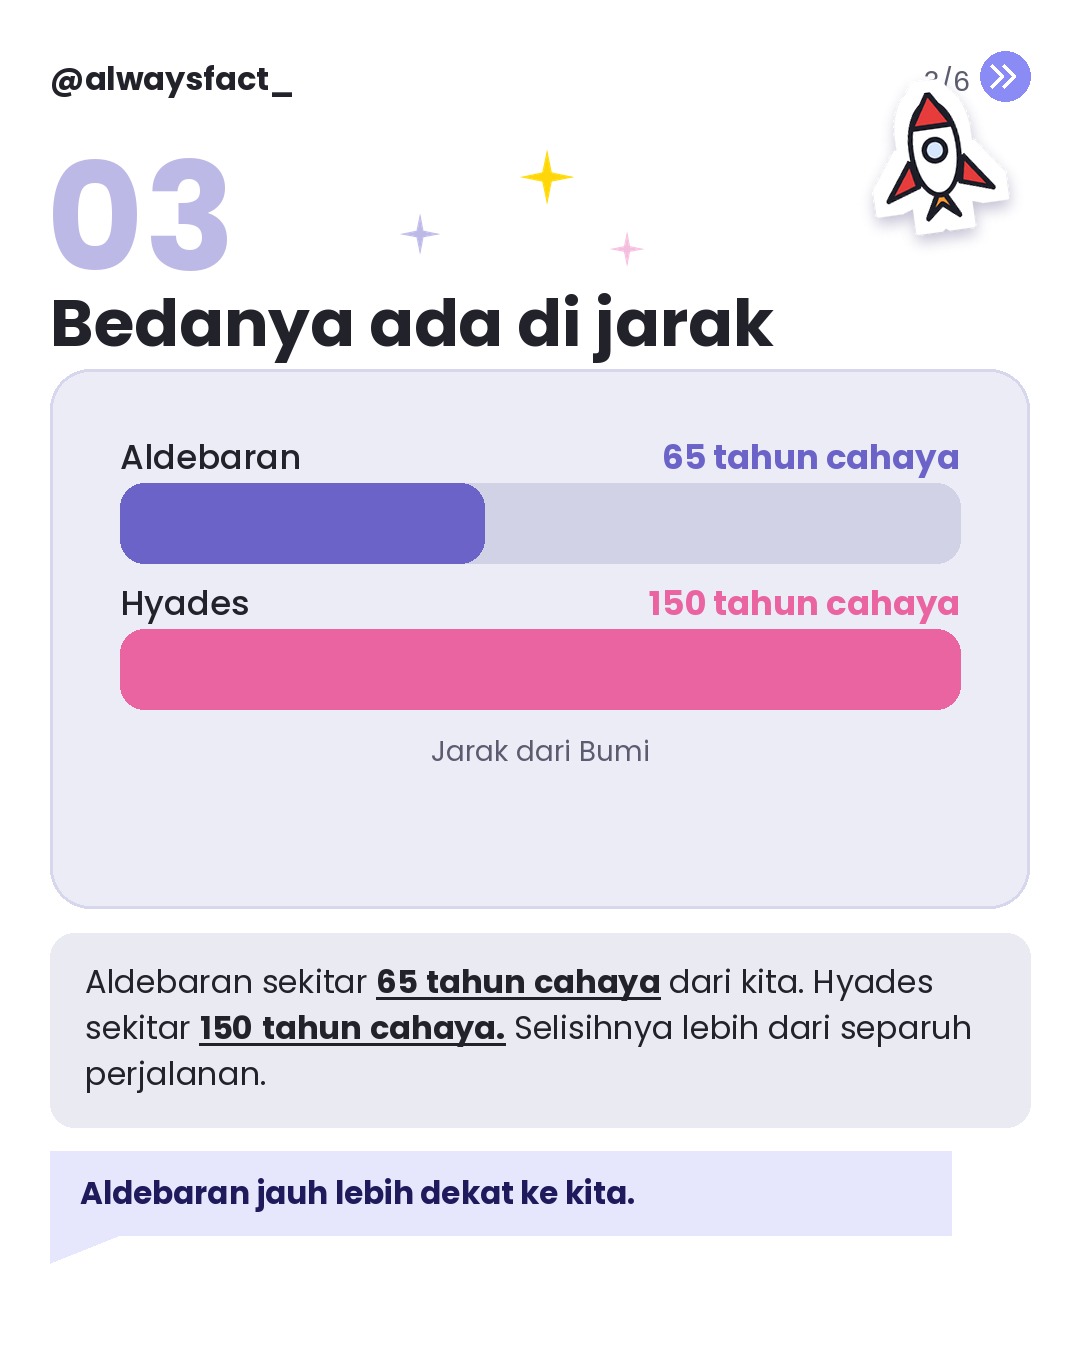 @alwaysfact_
/6
03
Bedanya ada di jarak
Aldebaran
65 tahun cahaya
Hyades
150 tahun cahaya
Jarak dari Bumi
Aldebaran sekitar 65 tahun cahaya dari kita. Hyades
sekitar 150 tahun cahaya. Selisihnya lebih dari separuh
perjalanan.
Aldebaran jauh lebih dekat ke kita.